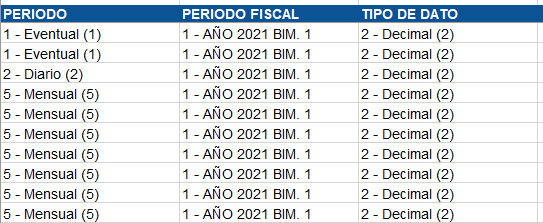 PERIODO PERIODO FISCAL TIPO DE DATO
1 - Eventual (1) 1 - AÑO 2021 BIM. 1 2 - Decimal (2)
1 - Eventual (1) 1 - AÑO 2021 BIM. 1 2 - Decimal (2)
2 - Diario (2) 1 - AÑO 2021 BIM. 1 2 - Decimal (2)
5 - Mensual (5) 1 - AÑO 2021 BIM. 1 2 - Decimal (2)
5 - Mensual (5) 1 - AÑO 2021 BIM. 1 2 - Decimal (2)
5 - Mensual (5) 1 - AÑO 2021 BIM. 1 2 - Decimal (2)
5 - Mensual (5) 1 - AÑO 2021 BIM. 1 2 - Decimal (2)
5 - Mensual (5) 1 - AÑO 2021 BIM. 1 2 - Decimal (2)
5 - Mensual (5) 1 - AÑO 2021 BIM. 1 2 - Decimal (2)
5 - Mensual (5) 1 - AÑO 2021 BIM. 1 2 - Decimal (2)